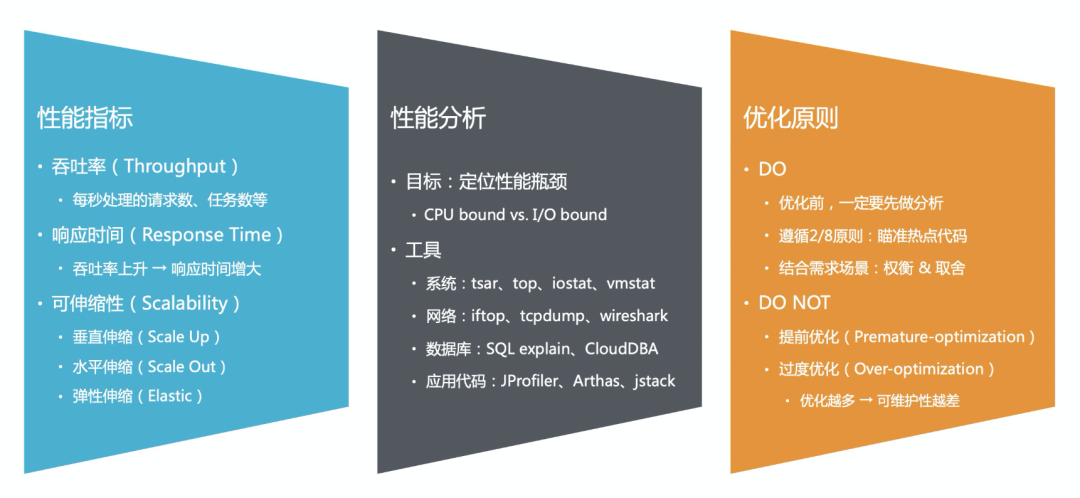 性能指标
• 吞吐率（Throughput）
• 每秒处理的请求数、任务数等
• 响应时间（Response Time）
• 吞吐率上升 → 响应时间增大
• 可伸缩性（Scalability）
• 垂直伸缩（Scale Up）
• 水平伸缩（Scale Out）
• 弹性伸缩（Elastic）
性能分析
• 目标：定位性能瓶颈
• CPU bound vs. I/O bound
• 工具
• 系统：tsar、top、iostat、vmstat
• 网络：iftop、tcpdump、wireshark
• 数据库：SQL explain、CloudDBA
• 应用代码：JProfiler、Arthas、jstack
优化原则
• DO
• 优化前，一定要先做分析
• 遵循2/8原则：瞄准热点代码
• 结合需求场景：权衡 & 取舍
• DO NOT
• 提前优化（Premature-optimization）
• 过度优化（Over-optimization）
• 优化越多 → 可维护性越差